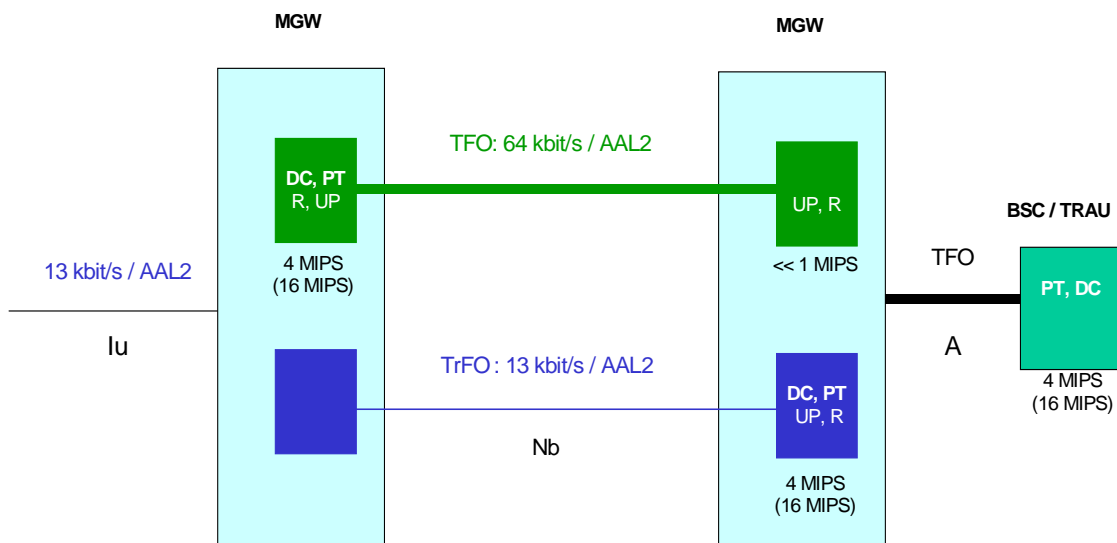 MGW
MGW
TFO: 64 kbit/s / AAL2
DC, PT
R, UP
UP, R
BSC / TRAU
13 kbit/s / AAL2
4 MIPS
(16 MIPS)
<< 1 MIPS
TFO
PT, DC
Iu
TrFO : 13 kbit/s / AAL2
A
4 MIPS
(16 MIPS)
DC, PT
UP, R
Nb
4 MIPS
(16 MIPS)